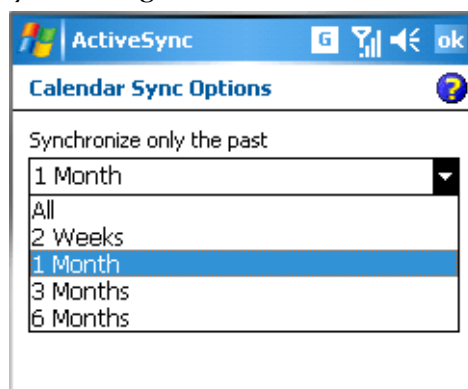 ActiveSync G ok
Calendar Sync Options ?
Synchronize only the past
1 Month
All
2 Weeks
1 Month
3 Months
6 Months